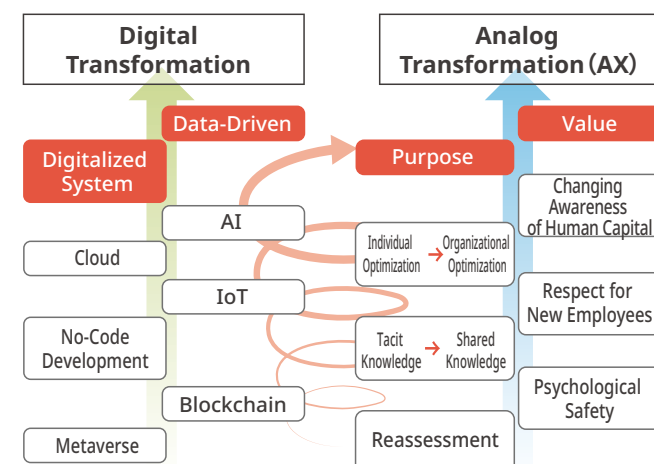 Digital
Transformation
Analog
Transformation（AX）
Data-Driven
Value
Digitalized
System
Purpose
Changing
Awareness
of Human Capital
AI
Individual
Optimization
→
Organizational
Optimization
Cloud
IoT
Respect for
New Employees
No-Code
Development
Tacit
Knowledge
→
Shared
Knowledge
Psychological
Safety
Blockchain
Reassessment
Metaverse